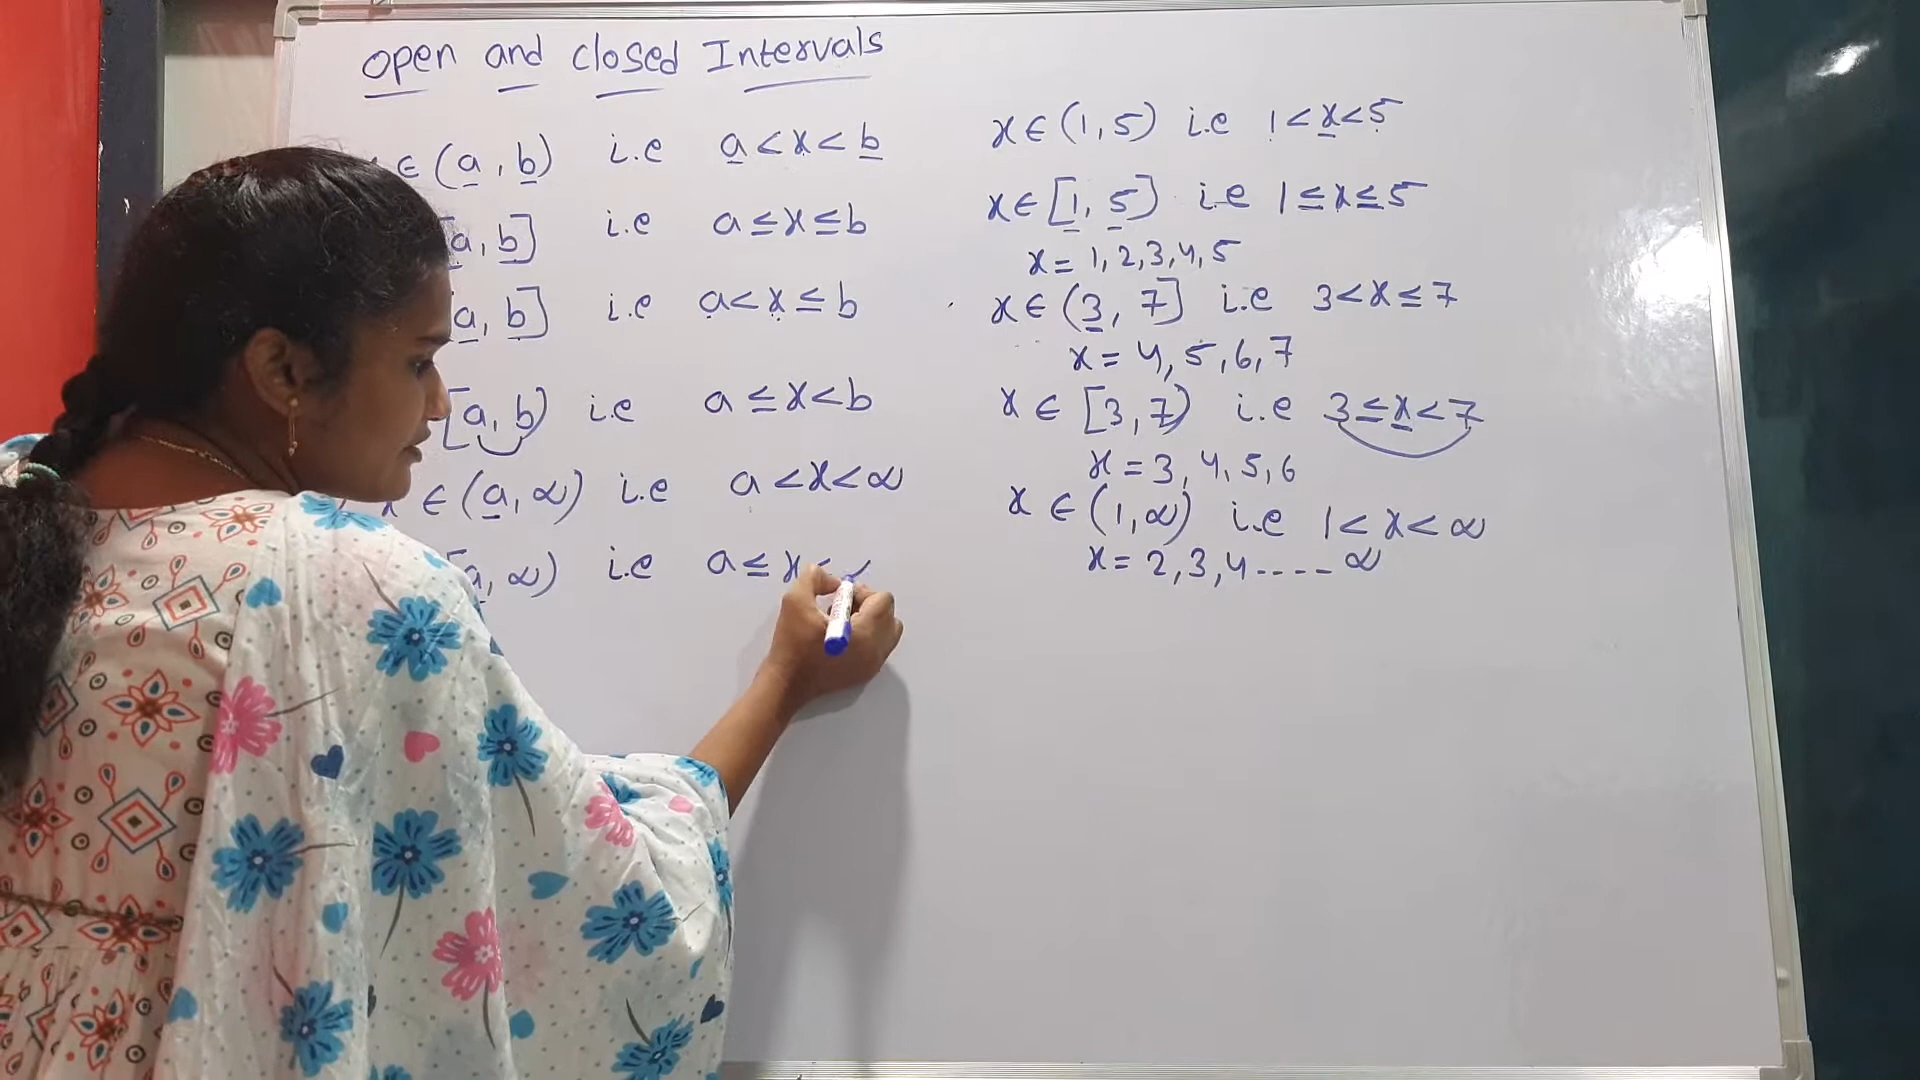 Open and closed Intervals
∈ (a, b) i.e a < x < b
a, b] i.e a ≤ x ≤ b
a, b] i.e a < x ≤ b
[a, b) i.e a ≤ x < b
x ∈ (a, ∞) i.e a < x < ∞
a, ∞) i.e a ≤ x <
x ∈ (1, 5) i.e 1 < x < 5
x ∈ [1, 5] i.e 1 ≤ x ≤ 5
x = 1, 2, 3, 4, 5
x ∈ (3, 7] i.e 3 < x ≤ 7
x = 4, 5, 6, 7
x ∈ [3, 7) i.e 3 ≤ x < 7
x = 3, 4, 5, 6
x ∈ (1, ∞) i.e 1 < x < ∞
x = 2, 3, 4 ---- ∞